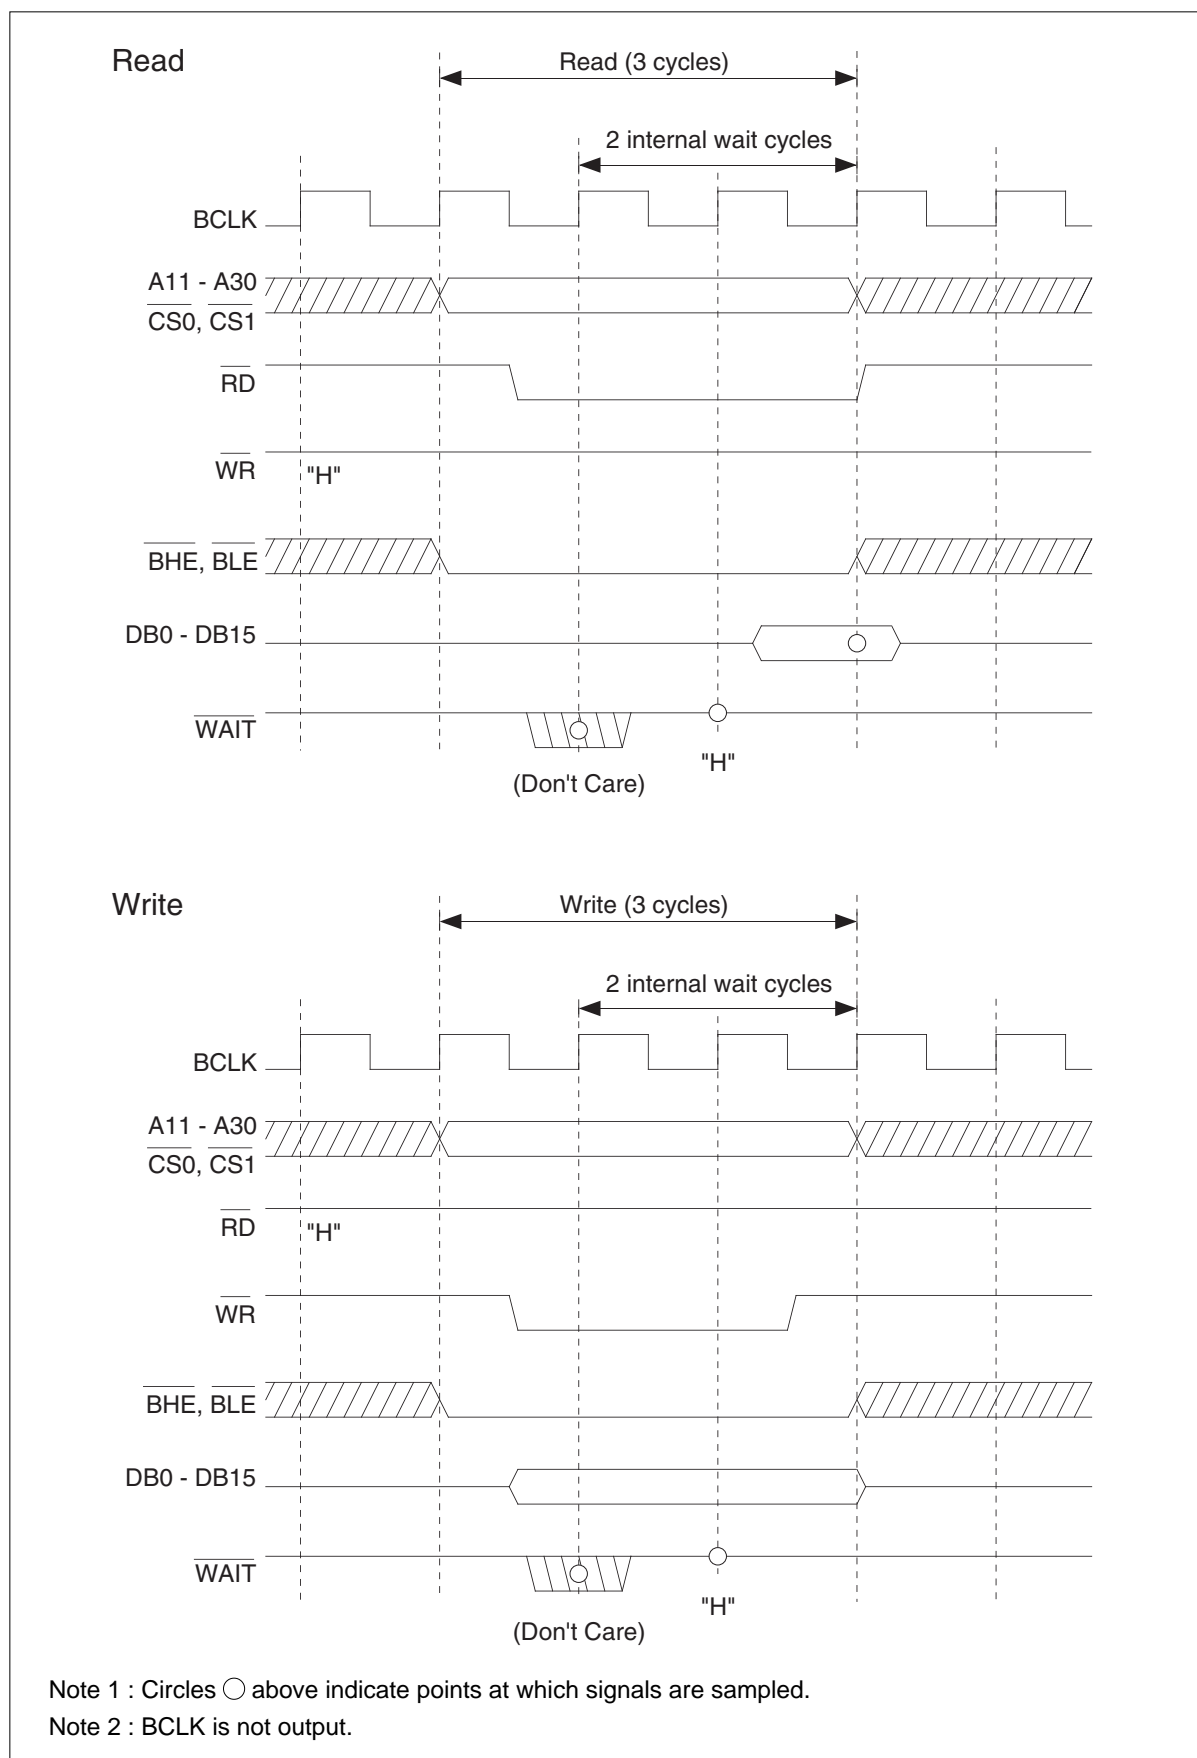 Read
Read (3 cycles)
2 internal wait cycles
BCLK
A11 - A30
CS0, CS1
RD
WR
"H"
BHE, BLE
DB0 - DB15
WAIT
"H"
(Don't Care)
Write
Write (3 cycles)
2 internal wait cycles
BCLK
A11 - A30
CS0, CS1
RD
"H"
WR
BHE, BLE
DB0 - DB15
WAIT
"H"
(Don't Care)
Note 1 : Circles ○ above indicate points at which signals are sampled.
Note 2 : BCLK is not output.